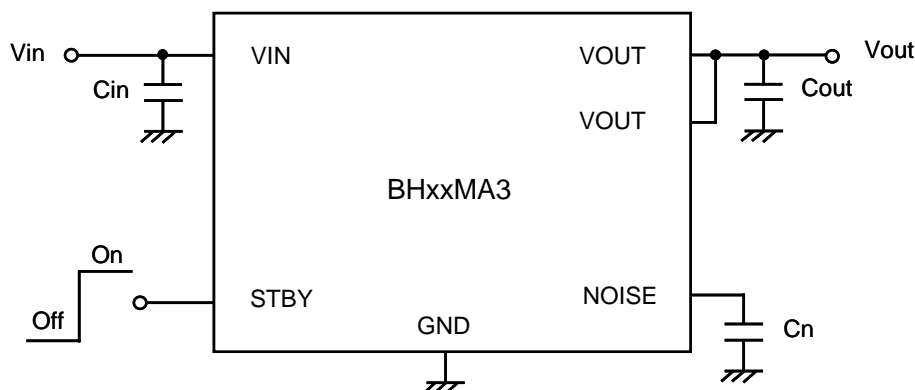 Vin
VIN
VOUT
Vout
Cin
Cout
VOUT
BHxxMA3
On
Off
STBY
NOISE
GND
Cn